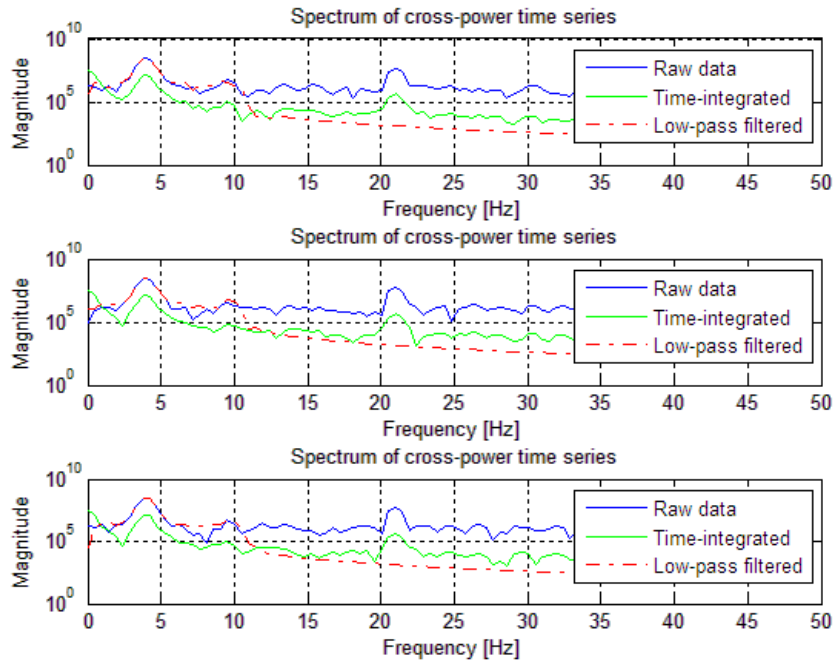 Spectrum of cross-power time series
10^10
10^5
10^0
Magnitude
Raw data
Time-integrated
Low-pass filtered
0 5 10 15 20 25 30 35 40 45 50
Frequency [Hz]
Spectrum of cross-power time series
10^10
10^5
10^0
Magnitude
Raw data
Time-integrated
Low-pass filtered
0 5 10 15 20 25 30 35 40 45 50
Frequency [Hz]
Spectrum of cross-power time series
10^10
10^5
10^0
Magnitude
Raw data
Time-integrated
Low-pass filtered
0 5 10 15 20 25 30 35 40 45 50
Frequency [Hz]